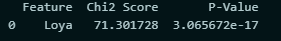 Feature Chi2 Score P-Value
0 Loya 71.301728 3.065672e-17